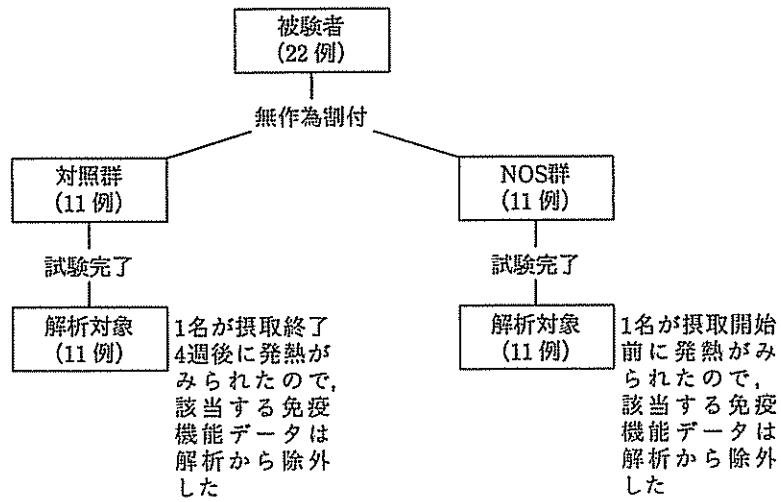 被験者
(22 例)
無作為割付
対照群
(11 例)
NOS群
(11 例)
試験完了
試験完了
解析対象
(11 例)
1名が摂取終了
4週後に発熱が
みられたので,
該当する免疫
機能データは
解析から除外
した
解析対象
(11 例)
1名が摂取開始
前に発熱がみ
られたので,
該当する免疫
機能データは
解析から除外
した